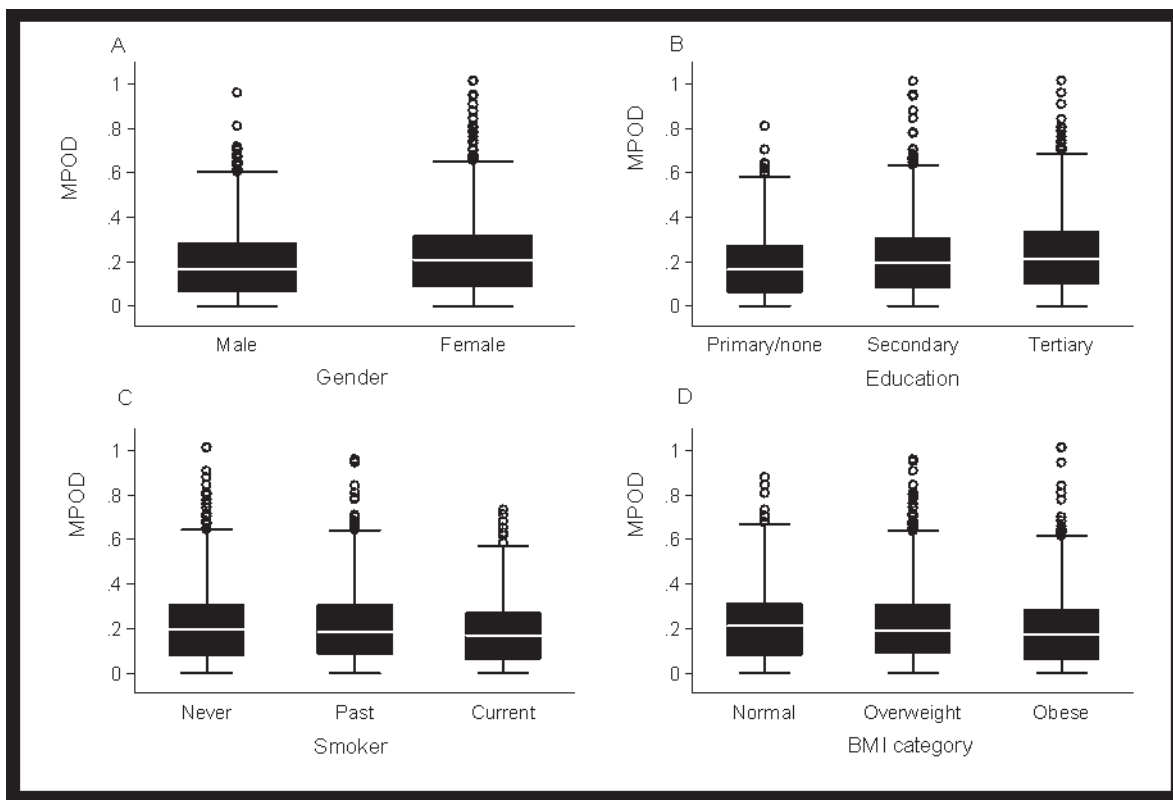 A
MPOD
1
.8
.6
.4
.2
0
Male Female
Gender
B
MPOD
1
.8
.6
.4
.2
0
Primary/none Secondary Tertiary
Education
C
MPOD
1
.8
.6
.4
.2
0
Never Past Current
Smoker
D
MPOD
1
.8
.6
.4
.2
0
Normal Overweight Obese
BMI category